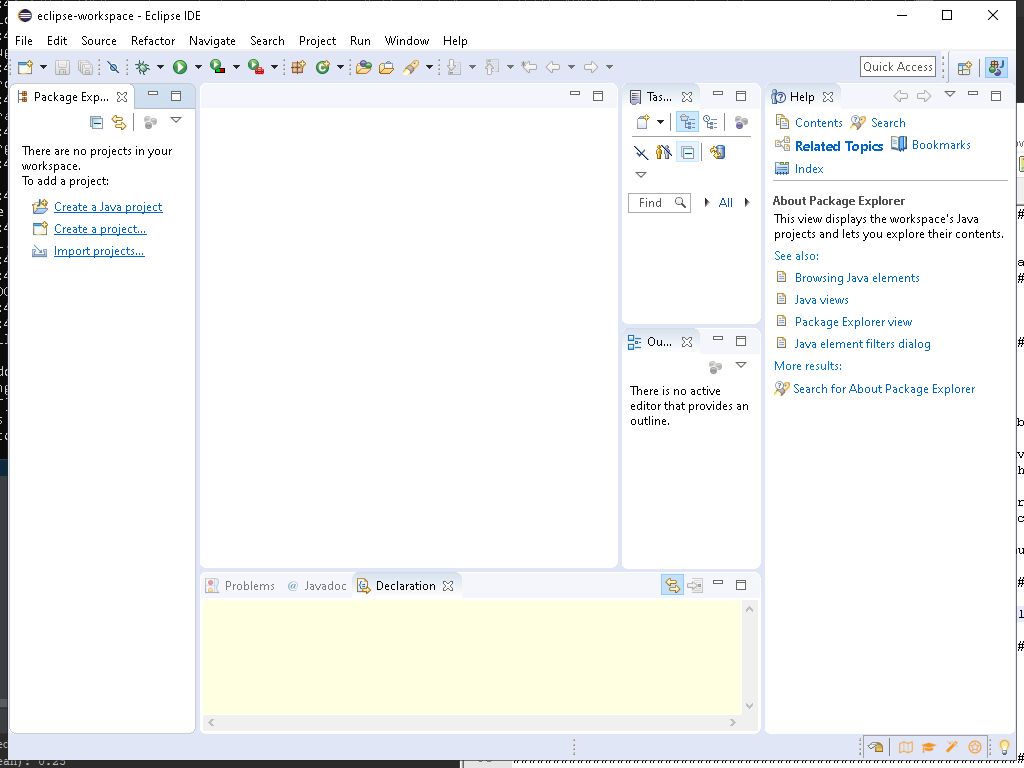 eclipse-workspace - Eclipse IDE
File Edit Source Refactor Navigate Search Project Run Window Help
Quick Access
Package Exp...
There are no projects in your
workspace.
To add a project:
Create a Java project
Create a project...
Import projects...
Tas...
Find
All
Ou...
There is no active
editor that provides an
outline.
Help
Contents Search
Related Topics Bookmarks
Index
About Package Explorer
This view displays the workspace's Java
projects and lets you explore their contents.
See also:
Browsing Java elements
Java views
Package Explorer view
Java element filters dialog
More results:
Search for About Package Explorer
Problems @ Javadoc Declaration